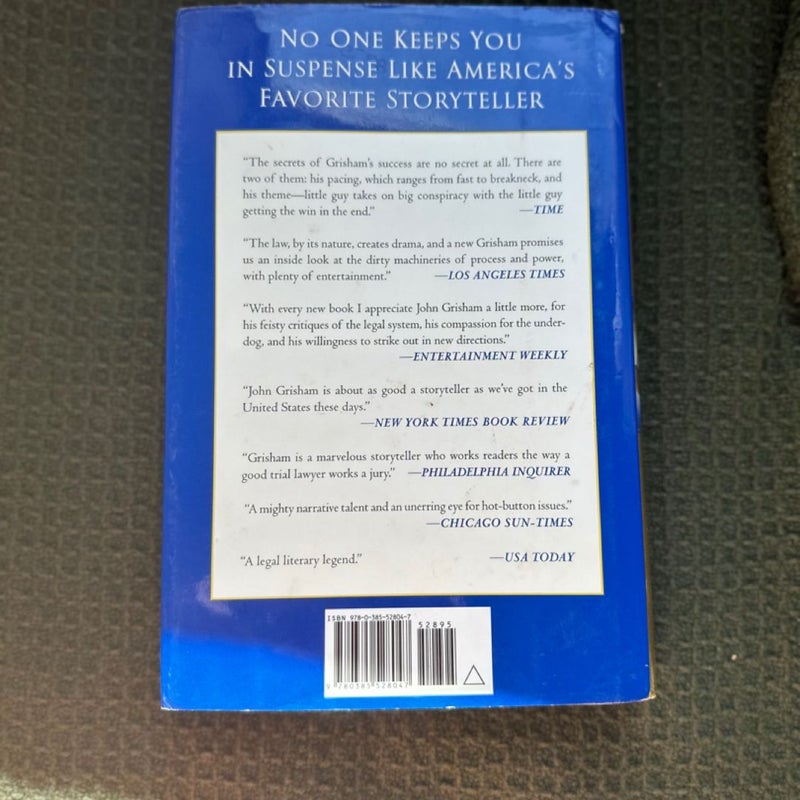 NO ONE KEEPS YOU
IN SUSPENSE LIKE AMERICA'S
FAVORITE STORYTELLER
"The secrets of Grisham's success are no secret at all. There are
two of them: his pacing, which ranges from fast to breakneck, and
his theme—little guy takes on big conspiracy with the little guy
getting the win in the end." —TIME
"The law, by its nature, creates drama, and a new Grisham promises
us an inside look at the dirty machineries of process and power,
with plenty of entertainment." —LOS ANGELES TIMES
"With every new book I appreciate John Grisham a little more, for
his feisty critiques of the legal system, his compassion for the under-
dog, and his willingness to strike out in new directions."
—ENTERTAINMENT WEEKLY
"John Grisham is about as good a storyteller as we've got in the
United States these days."
—NEW YORK TIMES BOOK REVIEW
"Grisham is a marvelous storyteller who works readers the way a
good trial lawyer works a jury." —PHILADELPHIA INQUIRER
"A mighty narrative talent and an unerring eye for hot-button issues."
—CHICAGO SUN-TIMES
"A legal literary legend." —USA TODAY
ISBN 978-0-385-52804-7
52895
9 780385 528047